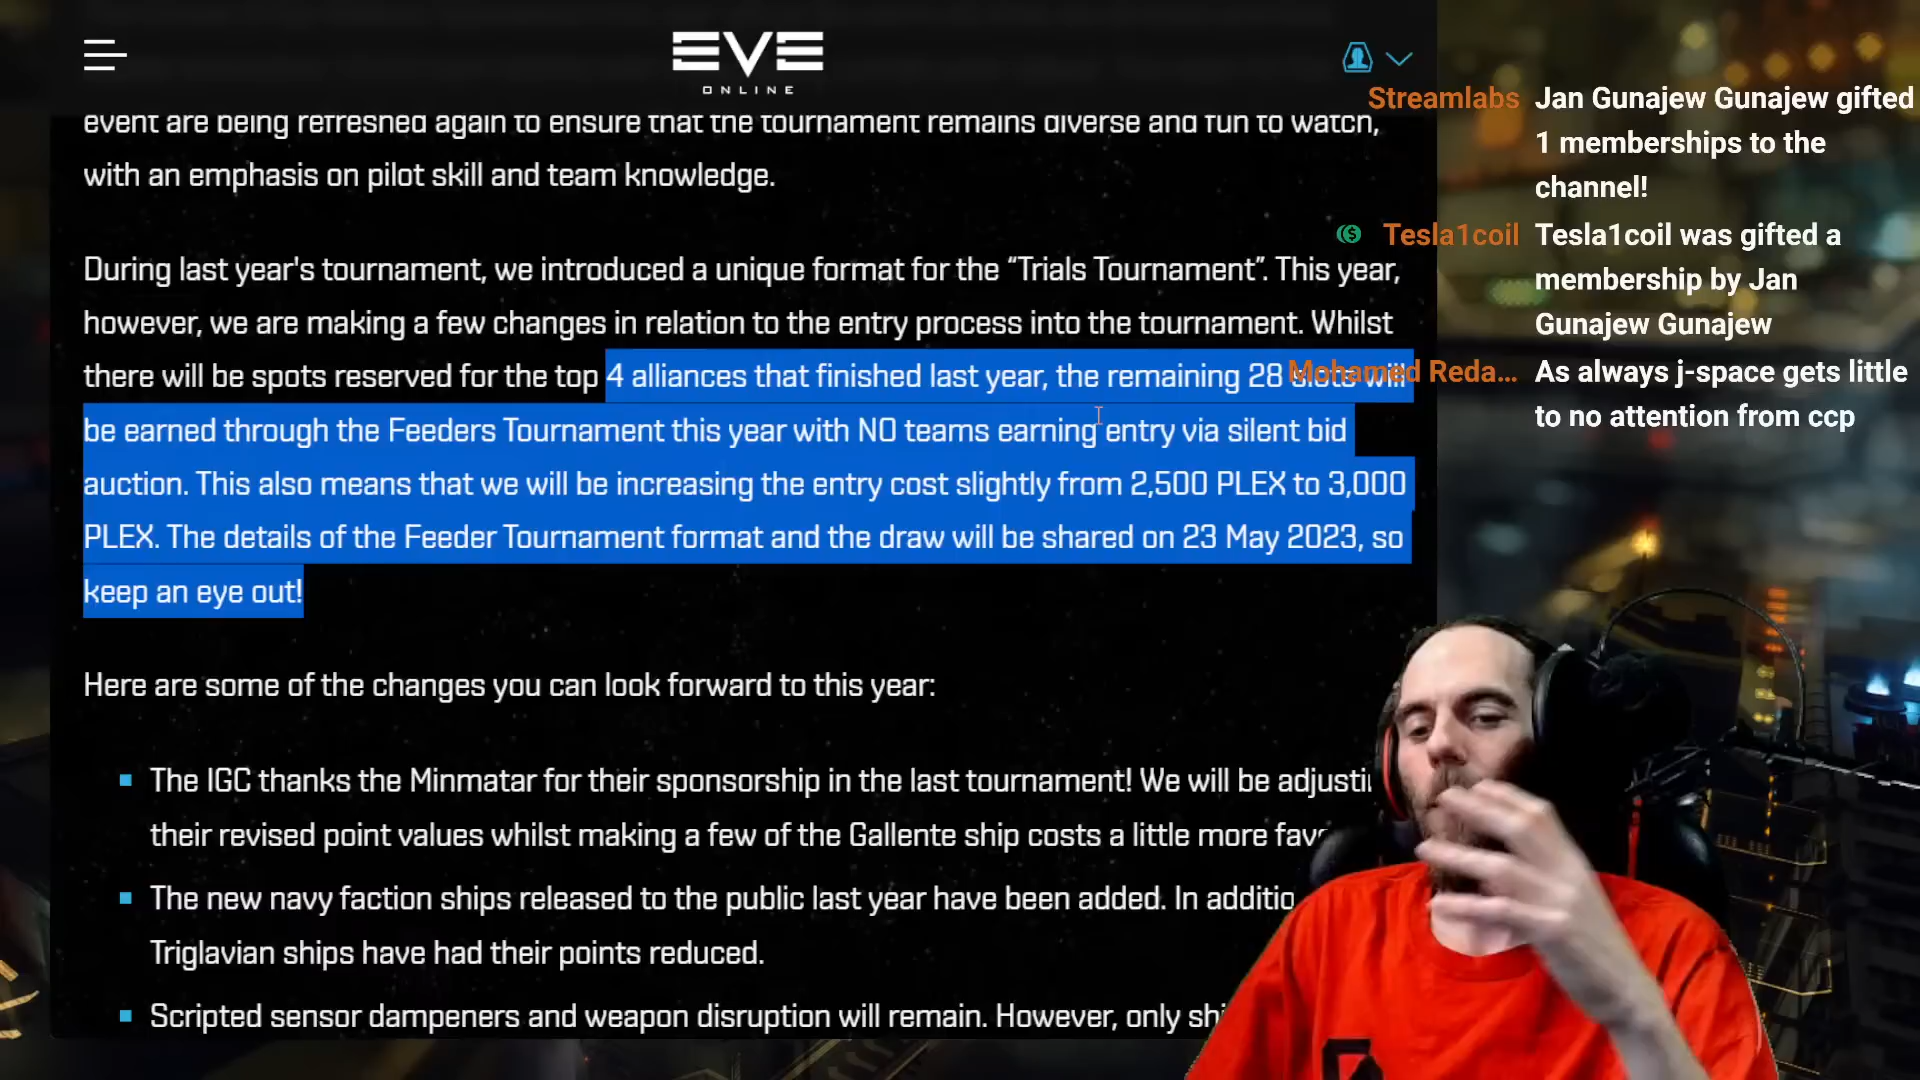 EVE
ONLINE
event are being refreshed again to ensure that the tournament remains diverse and fun to watch,
with an emphasis on pilot skill and team knowledge.
During last year's tournament, we introduced a unique format for the “Trials Tournament”. This year,
however, we are making a few changes in relation to the entry process into the tournament. Whilst
there will be spots reserved for the top 4 alliances that finished last year, the remaining 28 slots will
be earned through the Feeders Tournament this year with NO teams earning entry via silent bid
auction. This also means that we will be increasing the entry cost slightly from 2,500 PLEX to 3,000
PLEX. The details of the Feeder Tournament format and the draw will be shared on 23 May 2023, so
keep an eye out!
Here are some of the changes you can look forward to this year:
The IGC thanks the Minmatar for their sponsorship in the last tournament! We will be adjusti
their revised point values whilst making a few of the Gallente ship costs a little more fav
The new navy faction ships released to the public last year have been added. In additio
Triglavian ships have had their points reduced.
Scripted sensor dampeners and weapon disruption will remain. However, only shi
Streamlabs Jan Gunajew Gunajew gifted
1 memberships to the
channel!
Tesla1coil Tesla1coil was gifted a
membership by Jan
Gunajew Gunajew
Mohamed Reda... As always j-space gets little
to no attention from ccp